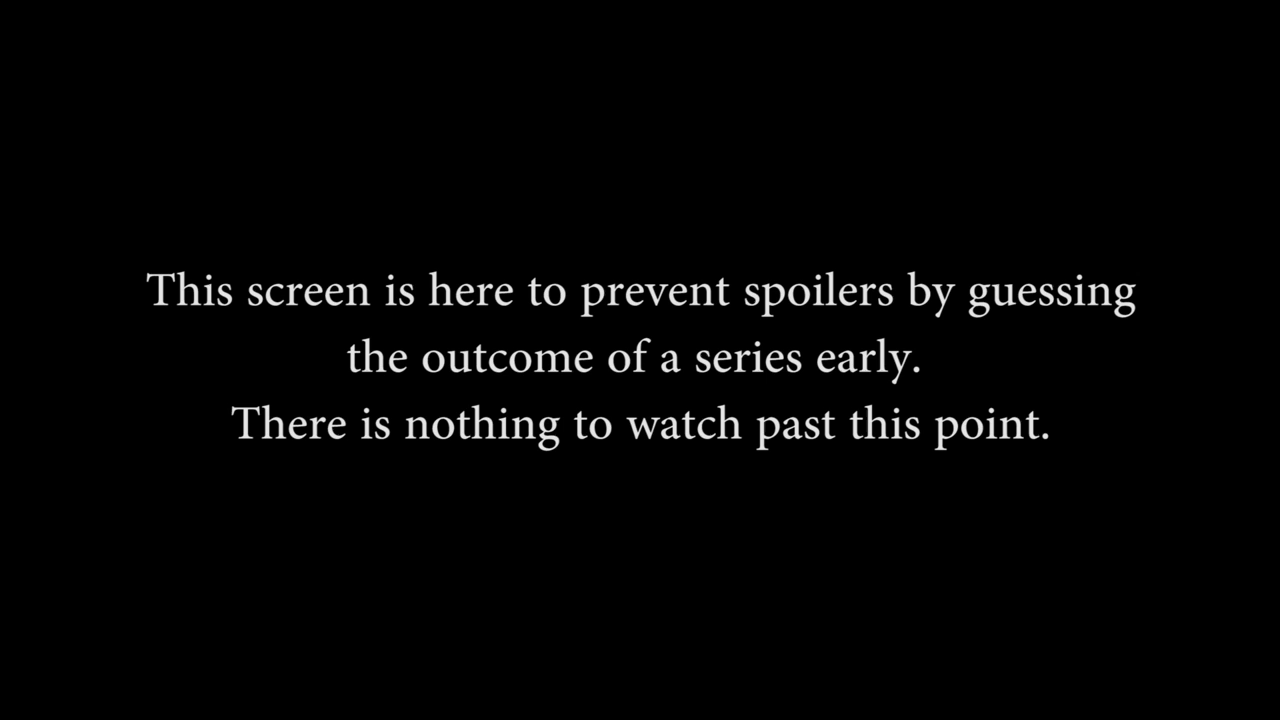 This screen is here to prevent spoilers by guessing
the outcome of a series early.
There is nothing to watch past this point.